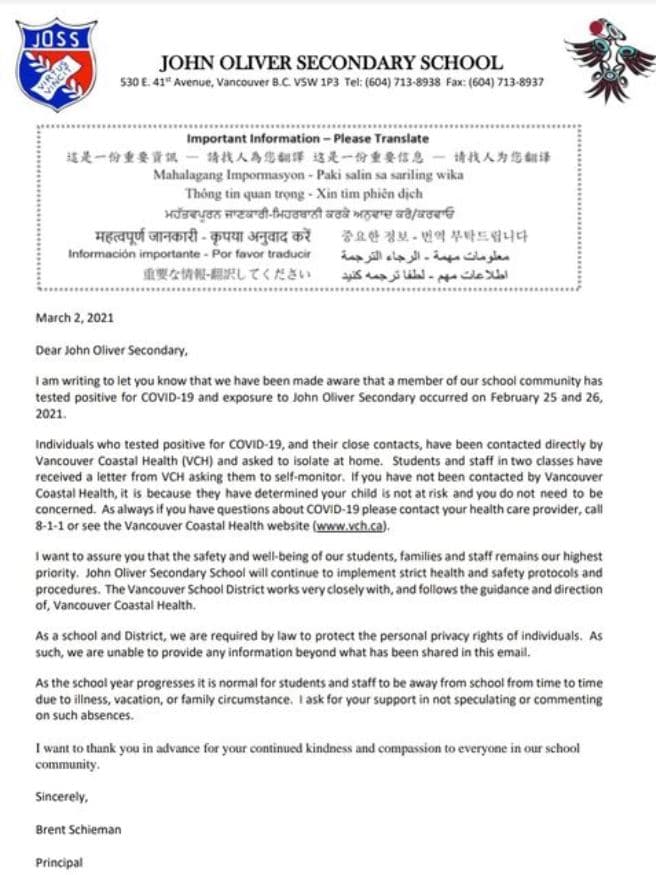 JOSS
VIRTUS
VINCIT
JOHN OLIVER SECONDARY SCHOOL
530 E. 41st Avenue, Vancouver B.C. V5W 1P3 Tel: (604) 713-8938 Fax: (604) 713-8937
Important Information – Please Translate
这是一份重要資訊 — 請找人為您翻譯 这是一份重要信息 — 请找人为您翻译
Mahalagang Impormasyon - Paki salin sa sariling wika
Thông tin quan trọng - Xin tìm phiên dịch
ਮਹੱਤਵਪੂਰਨ ਜਾਣਕਾਰੀ-ਮਿਹਰਬਾਨੀ ਕਰਕੇ ਅਨੁਵਾਦ ਕਰੋ/ਕਰਵਾਓ
महत्वपूर्ण जानकारी - कृपया अनुवाद करें 중요한 정보 - 번역 부탁드립니다
Información importante - Por favor traducir معلومات مهمة - الرجاء الترجمة
重要な情報-翻訳してください اطلاعات مهم - لطفا ترجمه کنید
March 2, 2021
Dear John Oliver Secondary,
I am writing to let you know that we have been made aware that a member of our school community has
tested positive for COVID-19 and exposure to John Oliver Secondary occurred on February 25 and 26,
2021.
Individuals who tested positive for COVID-19, and their close contacts, have been contacted directly by
Vancouver Coastal Health (VCH) and asked to isolate at home. Students and staff in two classes have
received a letter from VCH asking them to self-monitor. If you have not been contacted by Vancouver
Coastal Health, it is because they have determined your child is not at risk and you do not need to be
concerned. As always if you have questions about COVID-19 please contact your health care provider, call
8-1-1 or see the Vancouver Coastal Health website (www.vch.ca).
I want to assure you that the safety and well-being of our students, families and staff remains our highest
priority. John Oliver Secondary School will continue to implement strict health and safety protocols and
procedures. The Vancouver School District works very closely with, and follows the guidance and direction
of, Vancouver Coastal Health.
As a school and District, we are required by law to protect the personal privacy rights of individuals. As
such, we are unable to provide any information beyond what has been shared in this email.
As the school year progresses it is normal for students and staff to be away from school from time to time
due to illness, vacation, or family circumstance. I ask for your support in not speculating or commenting
on such absences.
I want to thank you in advance for your continued kindness and compassion to everyone in our school
community.
Sincerely,
Brent Schieman
Principal